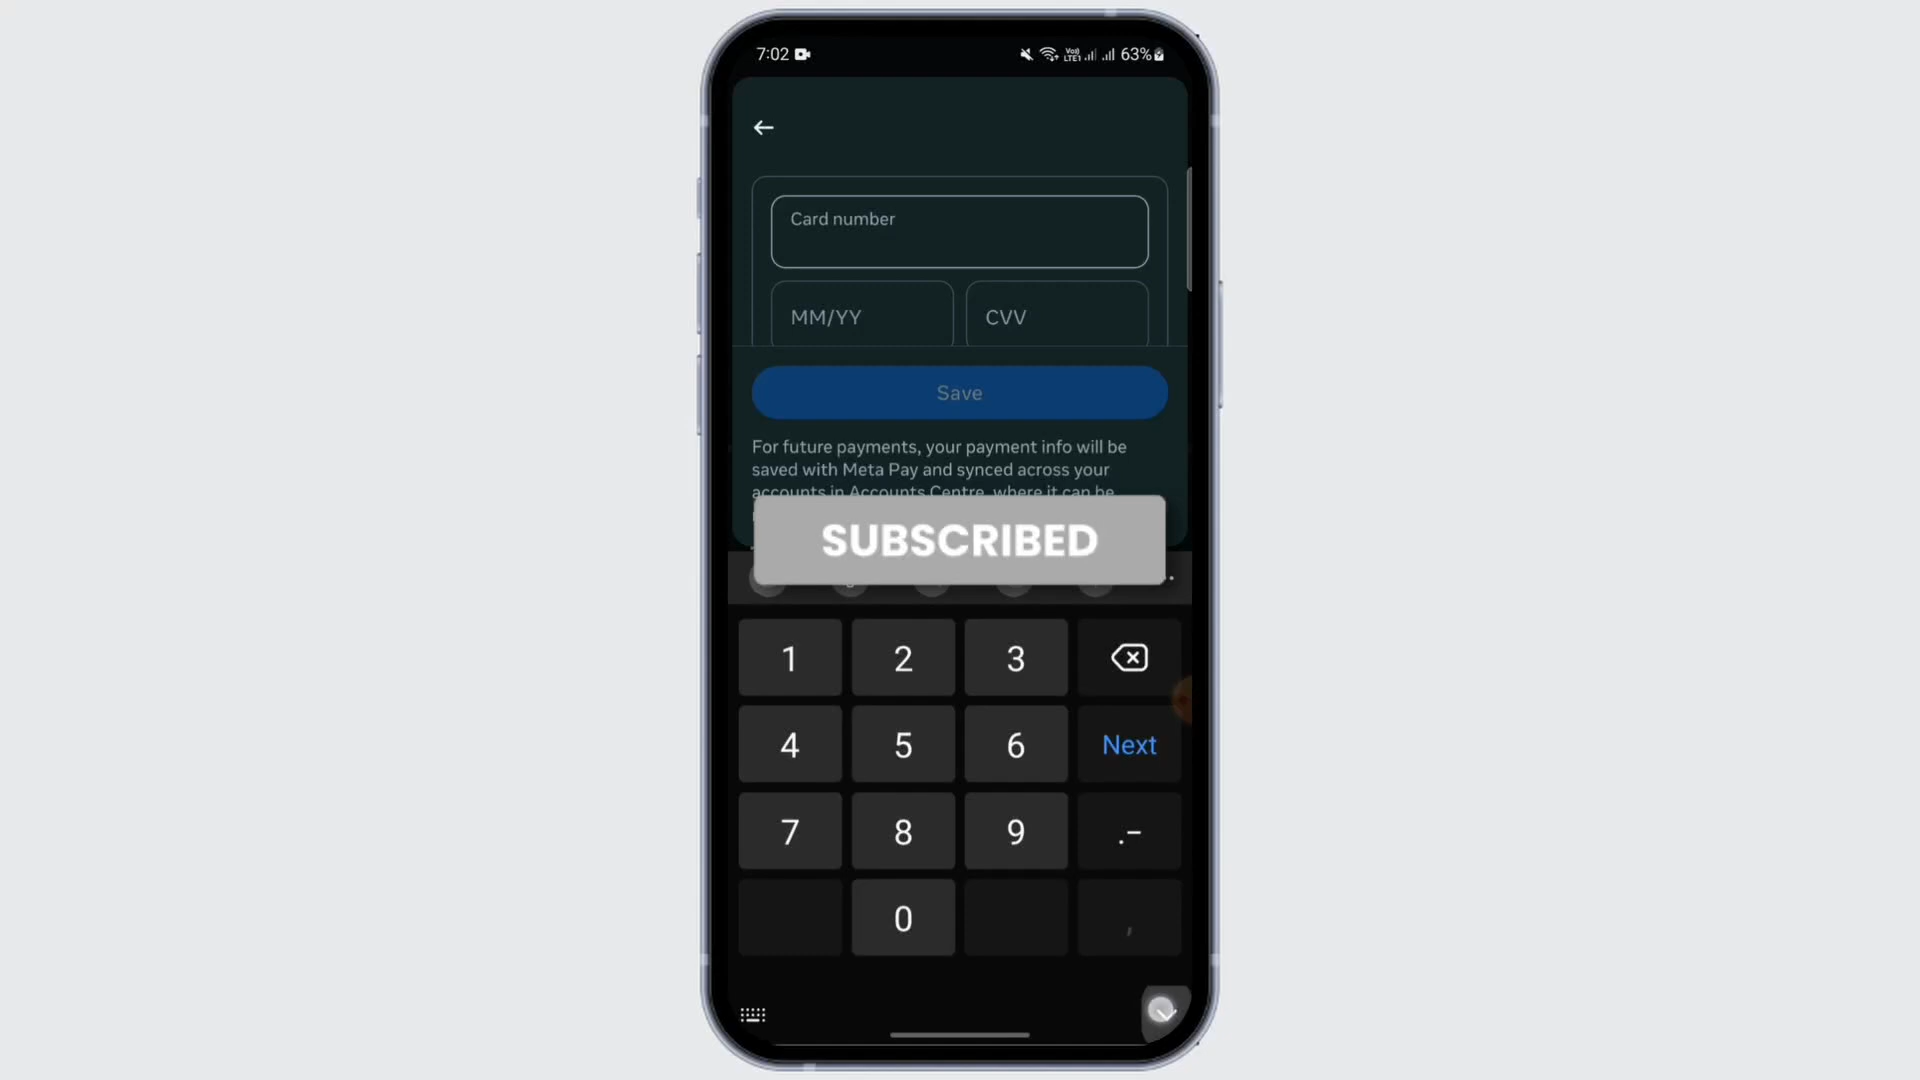 7:02
Vo)) LTE1 63%
Card number
MM/YY CVV
Save
For future payments, your payment info will be
saved with Meta Pay and synced across your
accounts in Accounts Centre, where it can be
SUBSCRIBED
1 2 3
4 5 6 Next
7 8 9 .-
0 ,